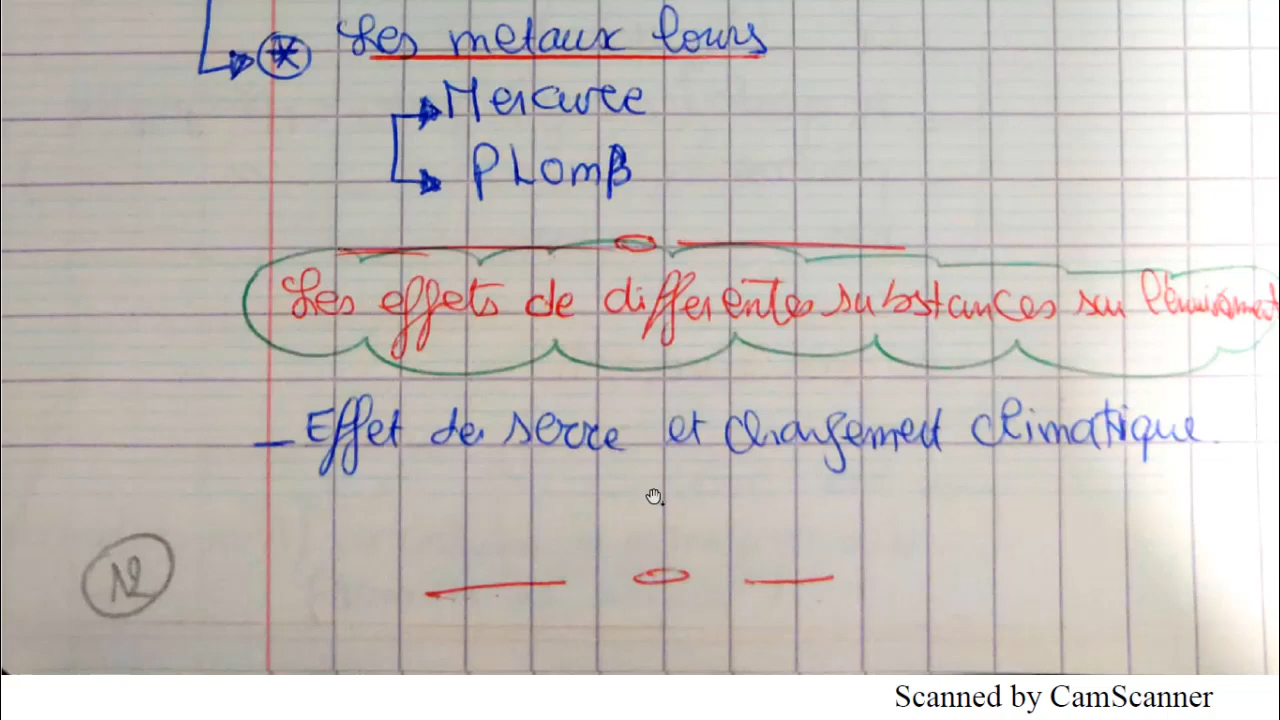 Les metaux lours
Mercure
PLOMB
Les effets de differentes substances sur
- Effet de serre et changement climatique.
12
Scanned by CamScanner